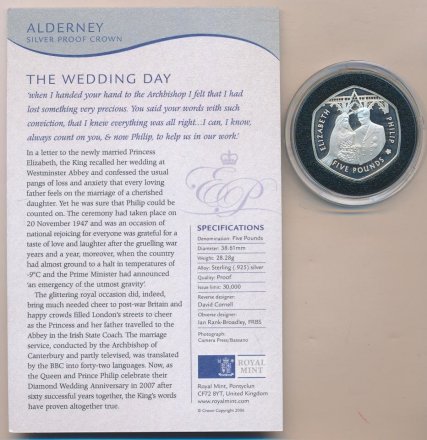 ALDERNEY
SILVER PROOF CROWN
THE WEDDING DAY
'when I handed your hand to the Archbishop I felt that I had
lost something very precious. You said your words with such
conviction, that I knew everything was all right...I can, I know,
always count on you, & now Philip, to help us in our work.'
In a letter to the newly married Princess
Elizabeth, the King recalled her wedding at
Westminster Abbey and confessed the usual
pangs of loss and anxiety that every loving
father feels on the marriage of a cherished
daughter. Yet he was sure that Philip could be
counted on. The ceremony had taken place on
20 November 1947 and was an occasion of
national rejoicing for everyone was grateful for a
taste of love and laughter after the gruelling war
years and a year, moreover, when the country
had almost ground to a halt in temperatures of
-9°C and the Prime Minister had announced
'an emergency of the utmost gravity'.
The glittering royal occasion did, indeed,
bring much needed cheer to post-war Britain and
happy crowds filled London's streets to cheer
as the Princess and her father travelled to the
Abbey in the Irish State Coach. The marriage
service, conducted by the Archbishop of
Canterbury and partly televised, was translated
by the BBC into forty-two languages. Now, as
the Queen and Prince Philip celebrate their
Diamond Wedding Anniversary in 2007 after
sixty successful years together, the King's words
have proven altogether true.
EP
SPECIFICATIONS
Denomination: Five Pounds
Diameter: 38.61mm
Weight: 28.28g
Alloy: Sterling (.925) silver
Quality: Proof
Issue limit: 30,000
Reverse designer:
David Cornell
Obverse designer:
Ian Rank-Broadley, FRBS
Photograph:
Camera Press/Bassano
ROYAL
MINT
Royal Mint, Pontyclun
CF72 8YT, United Kingdom
www.royalmint.com
© Crown Copyright 2006
ELIZABETH
PHILIP
FIVE POUNDS